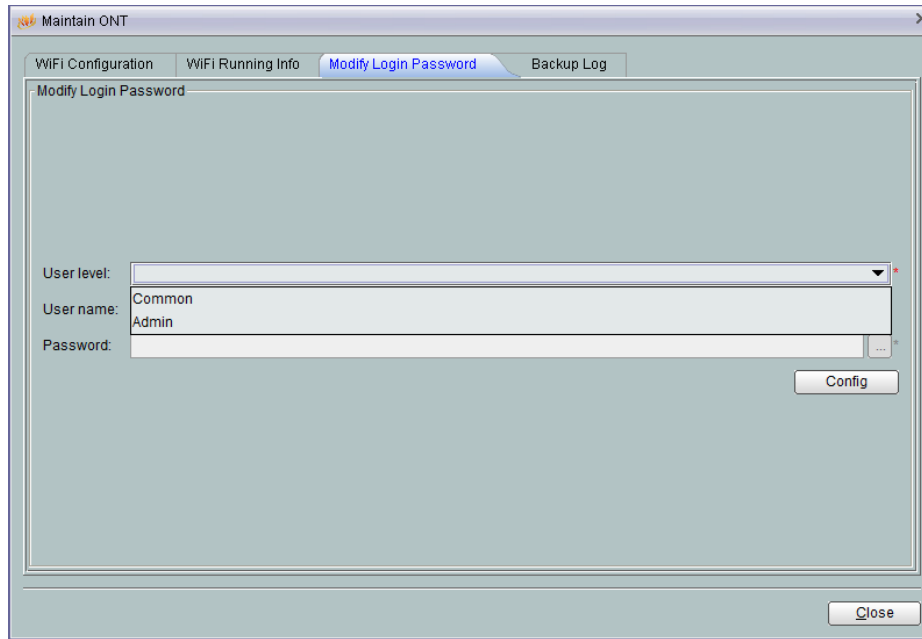 Maintain ONT
WiFi Configuration WiFi Running Info Modify Login Password Backup Log
Modify Login Password
User level: *
Common
User name:
Admin
Password: ... *
Config
Close